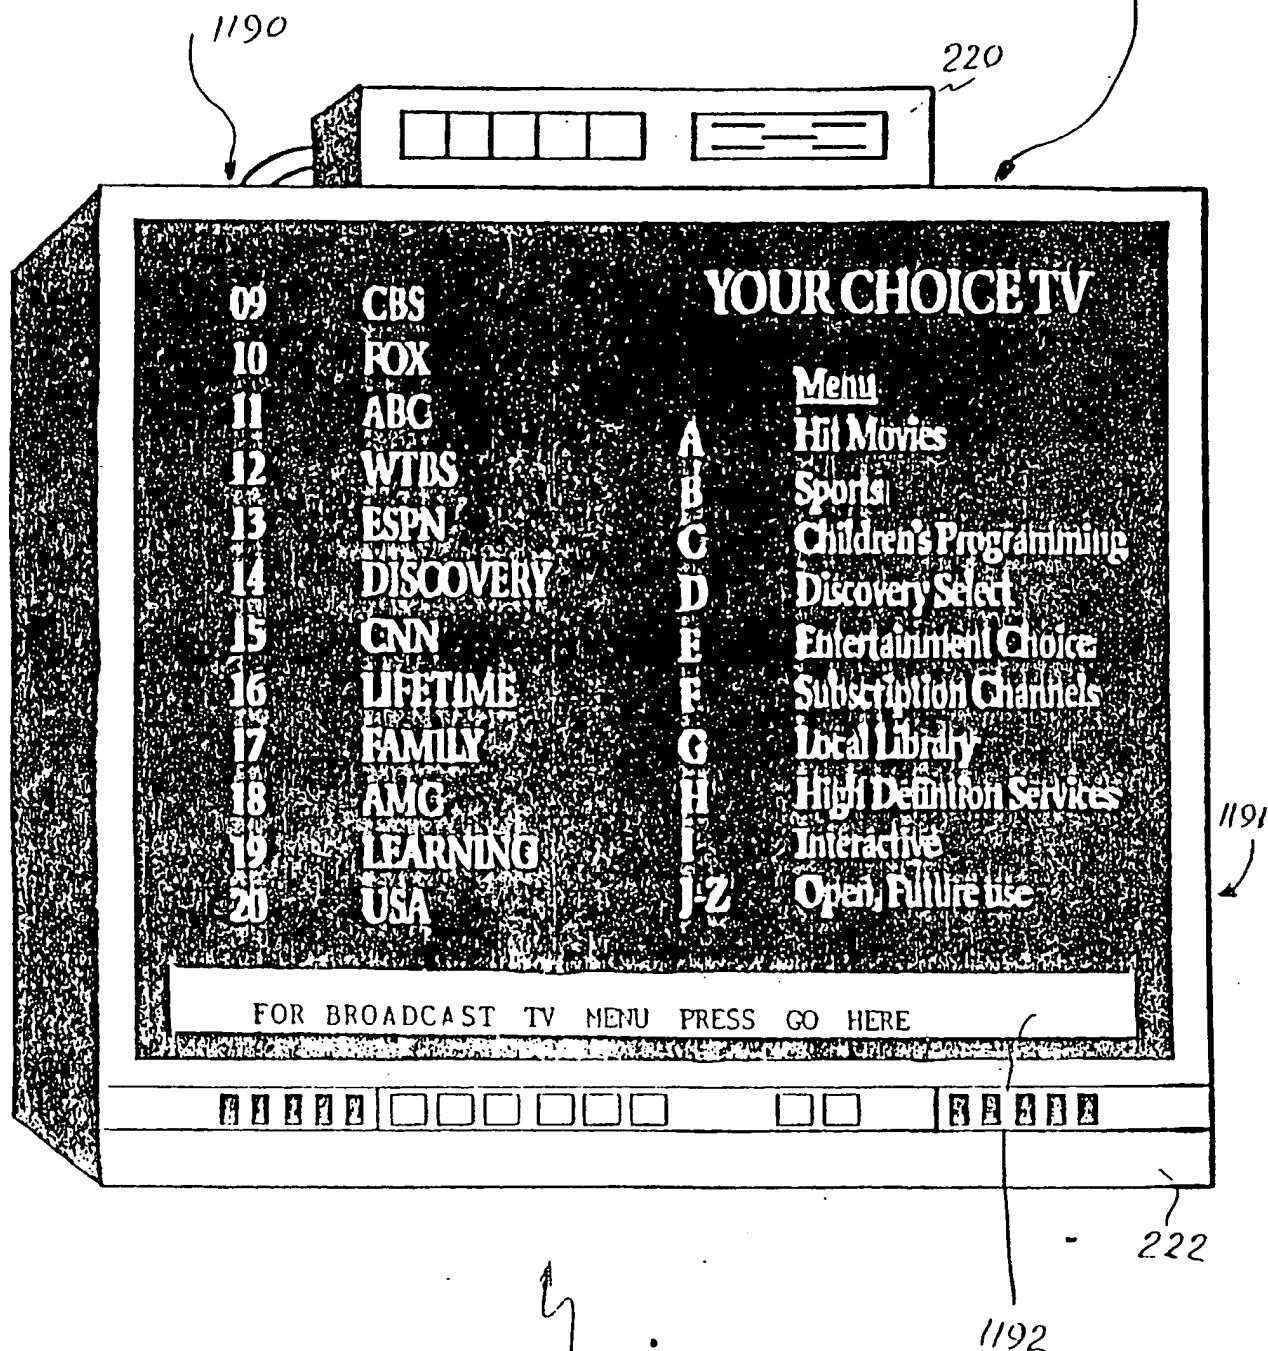 1190
220
YOUR CHOICE TV
09 CBS
10 FOX
11 ABC
12 WTBS
13 ESPN
14 DISCOVERY
15 CNN
16 LIFETIME
17 FAMILY
18 AMC
19 LEARNING
20 USA
Menu
A Hit Movies
B Sports
C Children's Programming
D Discovery Select
E Entertainment Choice
F Subscription Channels
G Local Library
H High Definition Services
I Interactive
J-Z Open, Future use
1191
FOR BROADCAST TV MENU PRESS GO HERE
222
1192